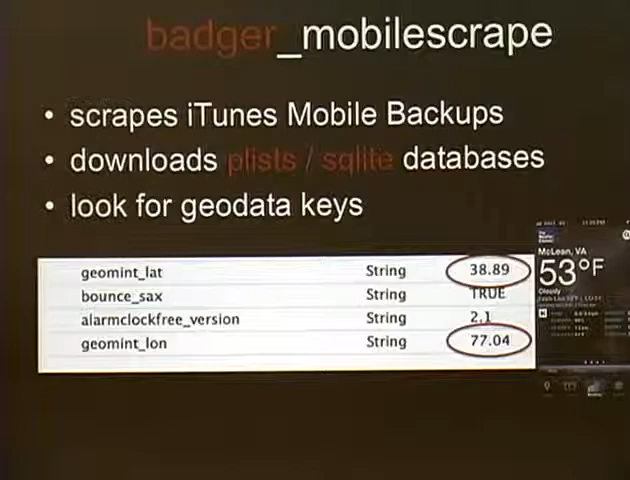 badger_mobilescrape
• scrapes iTunes Mobile Backups
• downloads plists / sqlite databases
• look for geodata keys
geomint_lat String 38.89
bounce_sax String TRUE
alarmclockfree_version String 2.1
geomint_lon String 77.04
McLean, VA
53°F
Cloudy